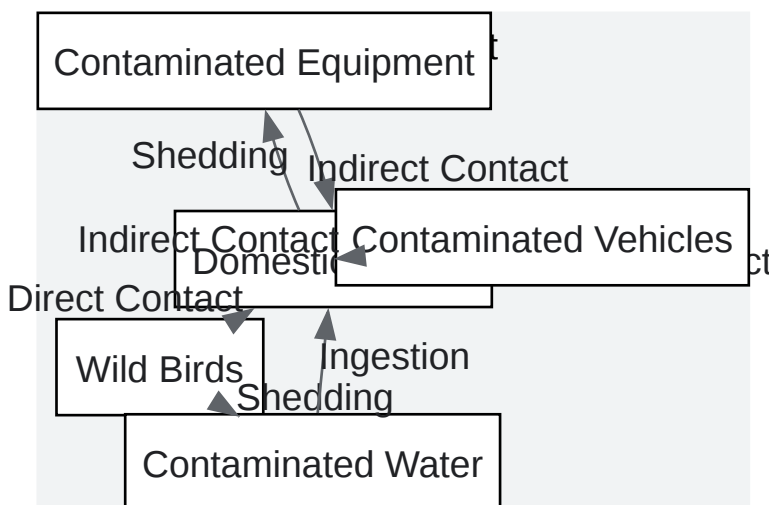 Contaminated Equipment
Shedding
Indirect Contact
Indirect Contact
Contaminated Vehicles
Direct Contact
Wild Birds
Ingestion
Shedding
Contaminated Water